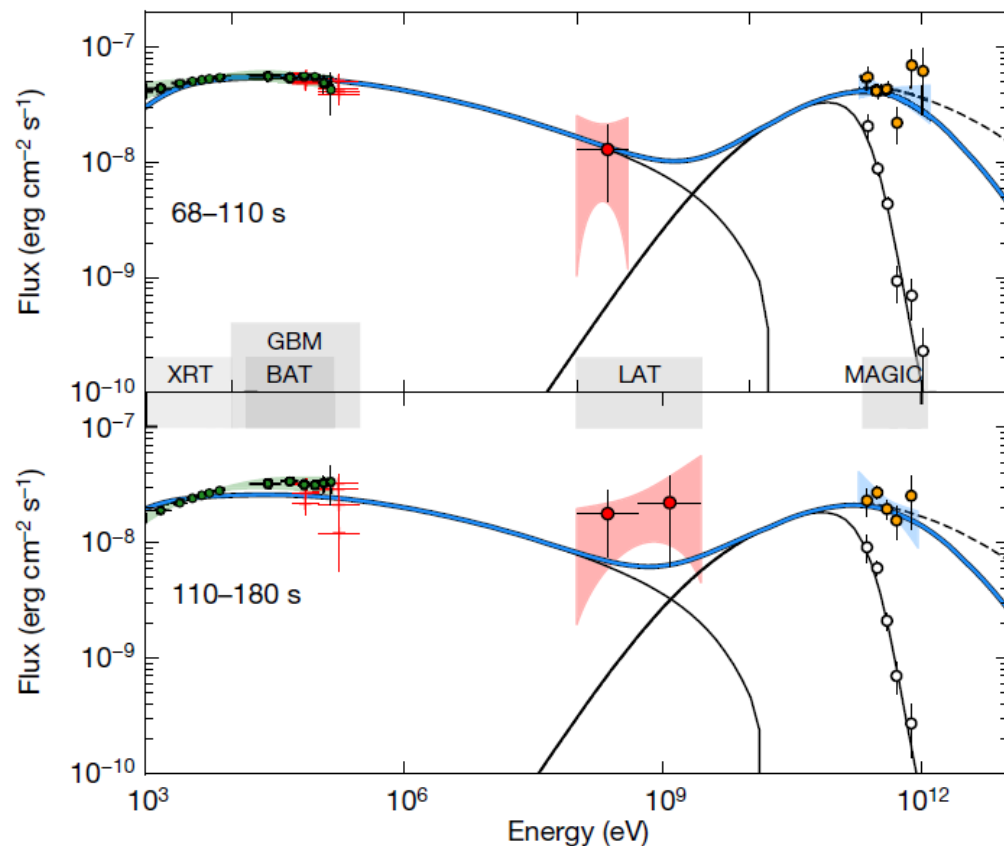 10⁻⁷
10⁻⁸
10⁻⁹
10⁻¹⁰
Flux (erg cm⁻² s⁻¹)
68–110 s
GBM
XRT BAT LAT MAGIC
10⁻⁷
10⁻⁸
10⁻⁹
10⁻¹⁰
Flux (erg cm⁻² s⁻¹)
110–180 s
10³ 10⁶ 10⁹ 10¹²
Energy (eV)